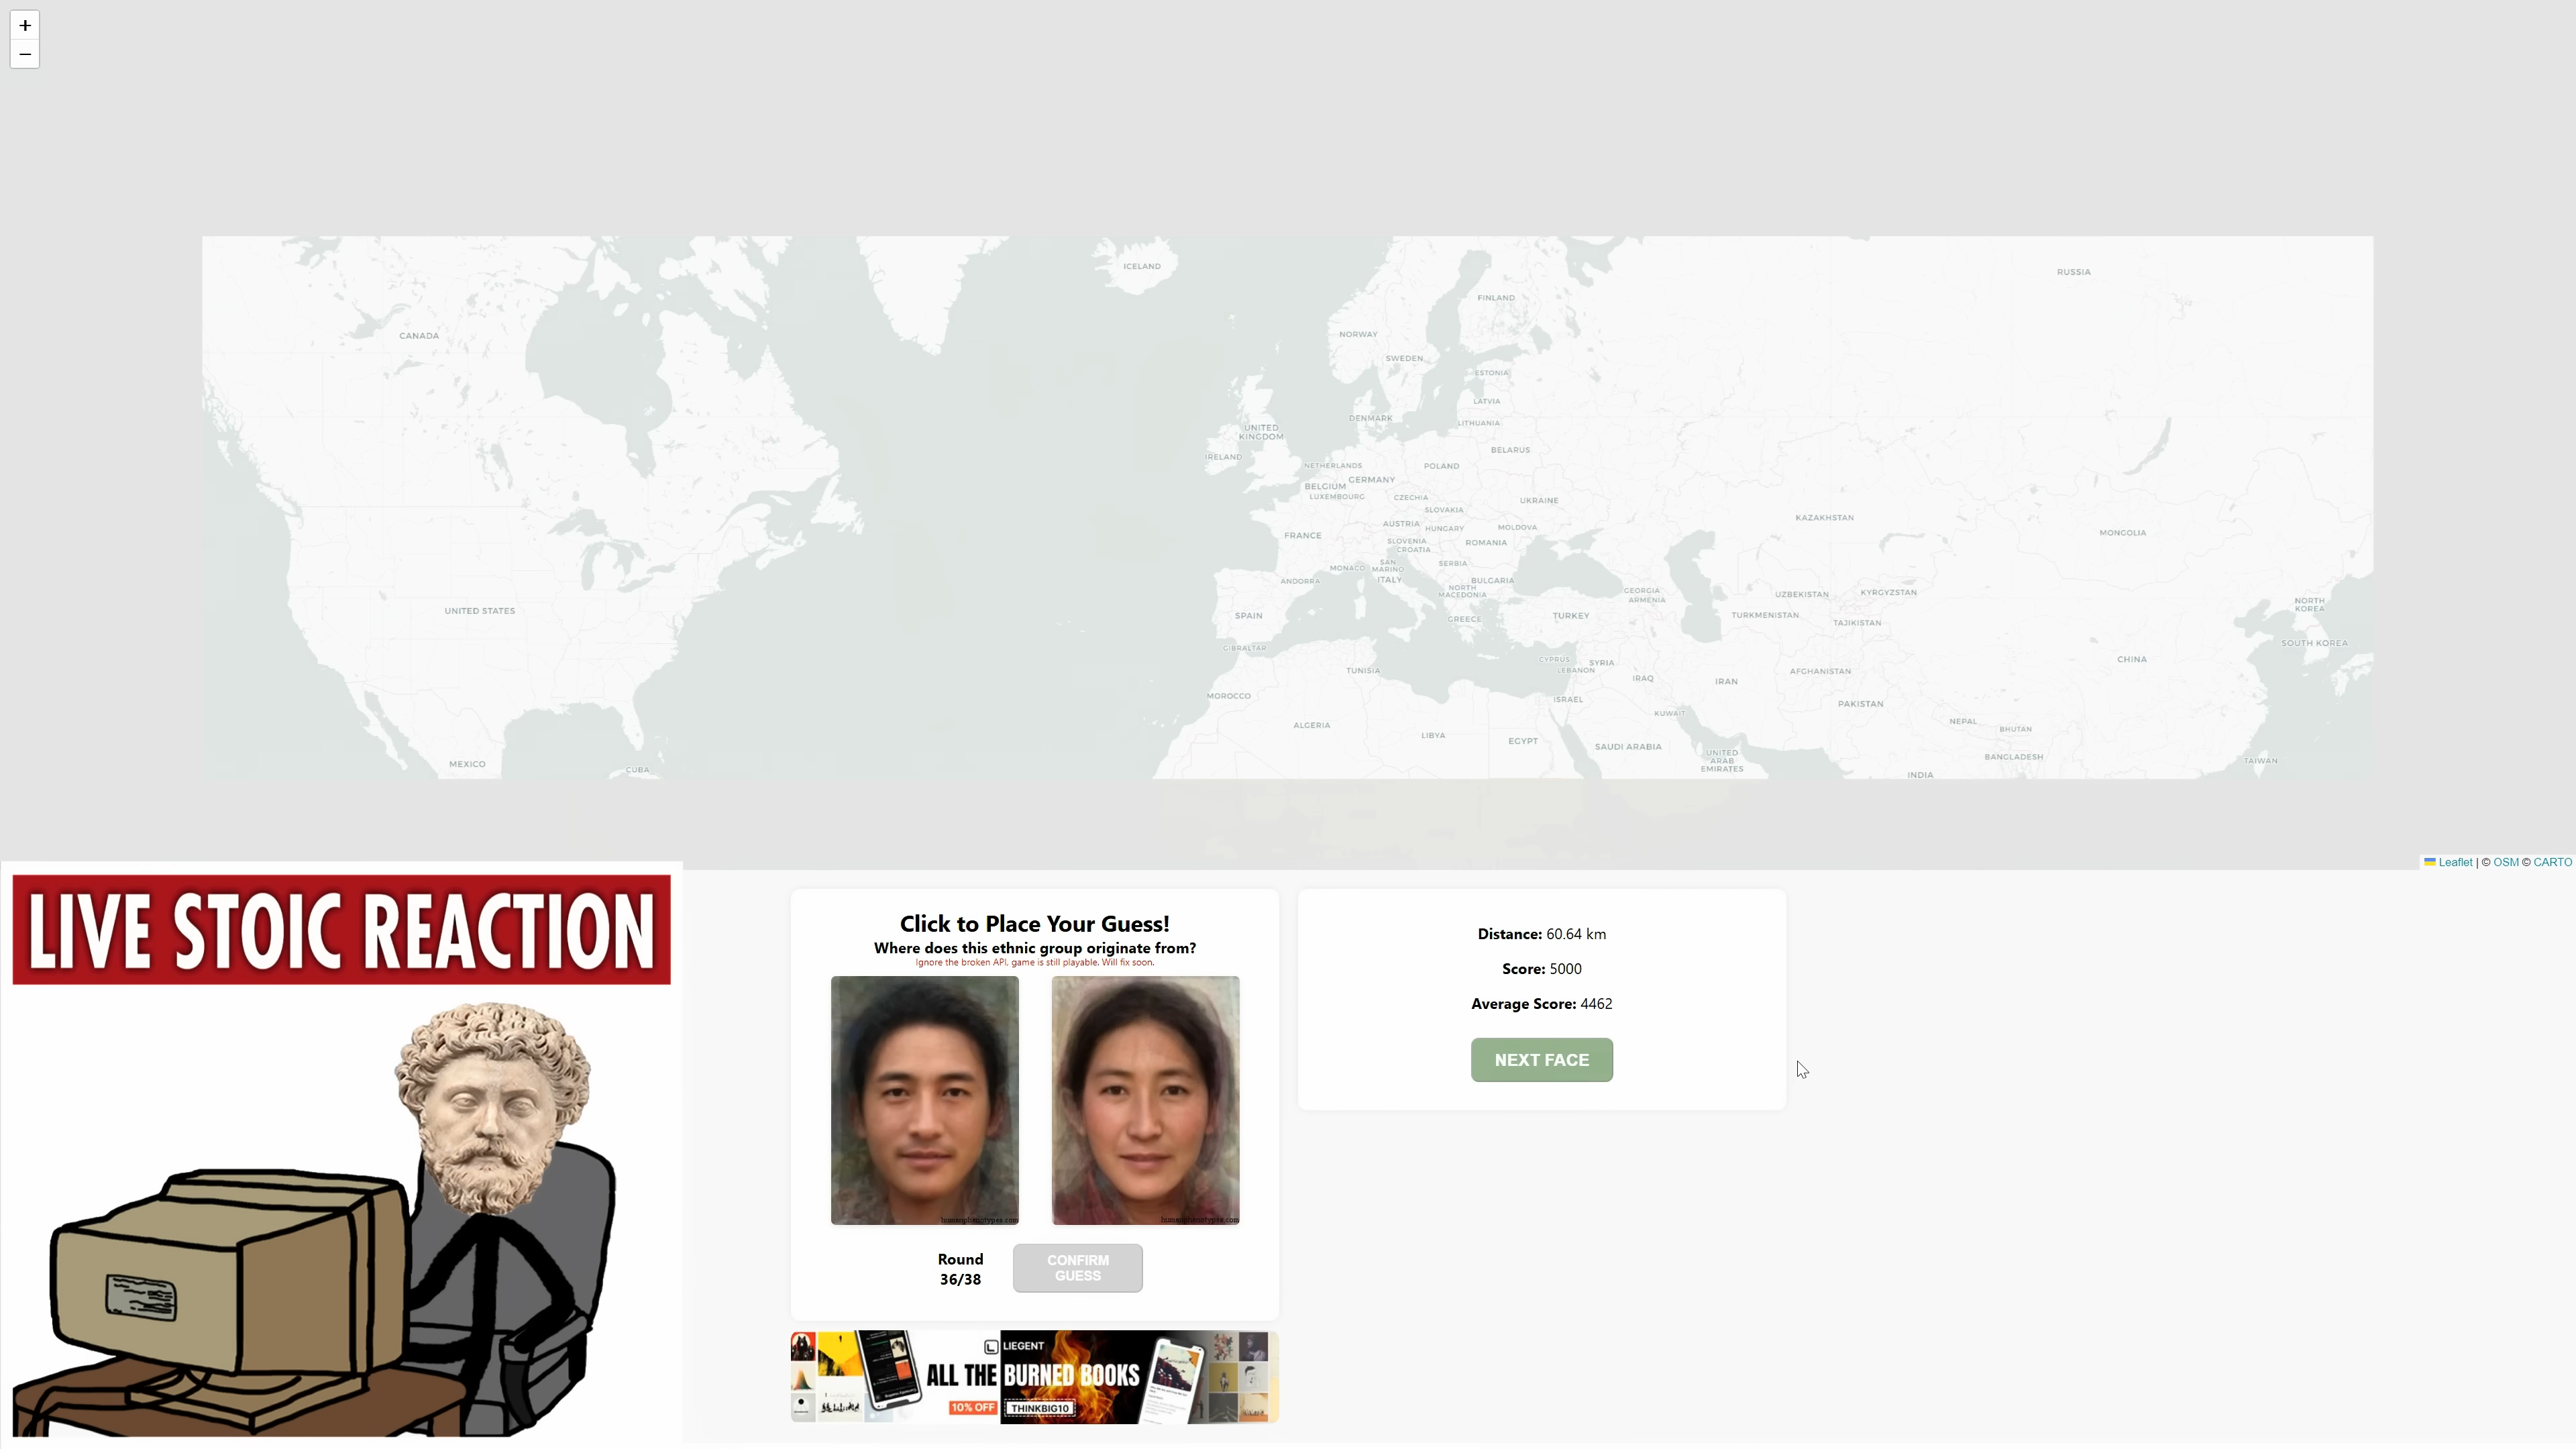 +
−
ICELAND
RUSSIA
FINLAND
CANADA
NORWAY
SWEDEN
ESTONIA
LATVIA
DENMARK
LITHUANIA
UNITED
KINGDOM
BELARUS
IRELAND
NETHERLANDS
POLAND
GERMANY
BELGIUM
LUXEMBOURG
CZECHIA
UKRAINE
SLOVAKIA
KAZAKHSTAN
AUSTRIA
HUNGARY
MOLDOVA
FRANCE
MONGOLIA
SLOVENIA
CROATIA
ROMANIA
SAN
MARINO
SERBIA
MONACO
ITALY
ANDORRA
BULGARIA
NORTH
MACEDONIA
GEORGIA
ARMENIA
UZBEKISTAN
KYRGYZSTAN
NORTH
KOREA
UNITED STATES
SPAIN
GREECE
TURKEY
TURKMENISTAN
TAJIKISTAN
SOUTH KOREA
GIBRALTAR
CYPRUS
SYRIA
LEBANON
CHINA
TUNISIA
AFGHANISTAN
IRAQ
IRAN
MOROCCO
ISRAEL
PAKISTAN
KUWAIT
ALGERIA
NEPAL
BHUTAN
LIBYA
EGYPT
SAUDI ARABIA
UNITED
ARAB
EMIRATES
BANGLADESH
MEXICO
CUBA
TAIWAN
INDIA
Leaflet | © OSM © CARTO
LIVE STOIC REACTION
Click to Place Your Guess!
Where does this ethnic group originate from?
Ignore the broken API, game is still playable. Will fix soon.
humanphenotypes.com
humanphenotypes.com
Round
36/38
CONFIRM
GUESS
Distance: 60.64 km
Score: 5000
Average Score: 4462
NEXT FACE
LIEGENT
ALL THE BURNED BOOKS
10% OFF
THINKBIG10